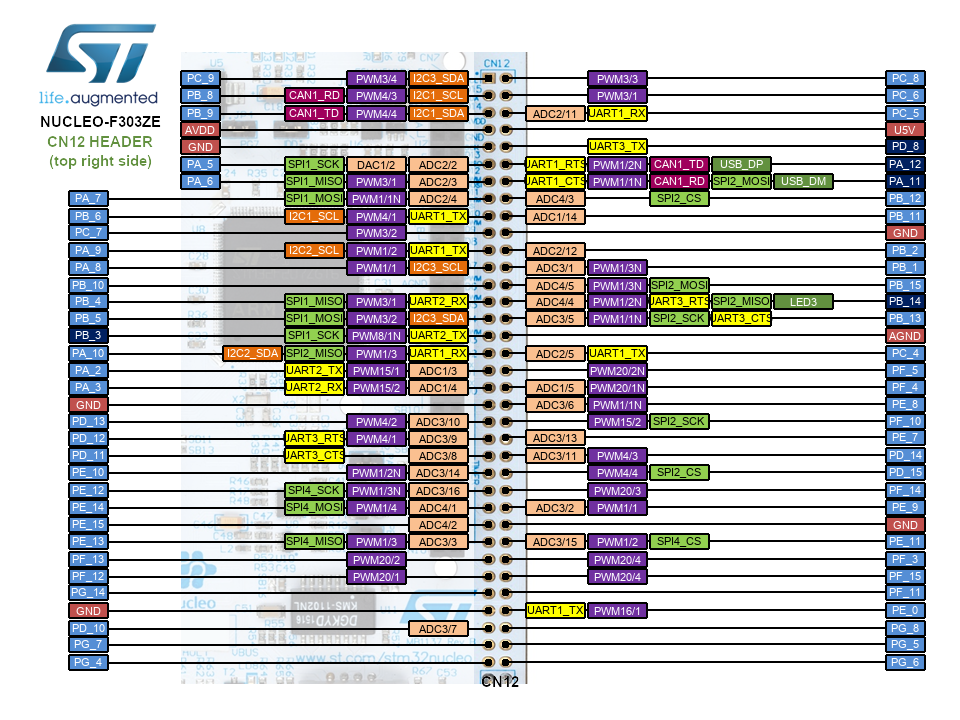 life.augmented
NUCLEO-F303ZE
CN12 HEADER
(top right side)
CN12
PC_9 PWM3/4 I2C3_SDA PWM3/3 PC_8
PB_8 CAN1_RD PWM4/3 I2C1_SCL PWM3/1 PC_6
PB_9 CAN1_TD PWM4/4 I2C1_SDA ADC2/11 UART1_RX PC_5
AVDD U5V
GND UART3_TX PD_8
PA_5 SPI1_SCK DAC1/2 ADC2/2 UART1_RTS PWM1/2N CAN1_TD USB_DP PA_12
PA_6 SPI1_MISO PWM3/1 ADC2/3 UART1_CTS PWM1/1N CAN1_RD SPI2_MOSI USB_DM PA_11
PA_7 SPI1_MOSI PWM1/1N ADC2/4 ADC4/3 SPI2_CS PB_12
PB_6 I2C1_SCL PWM4/1 UART1_TX ADC1/14 PB_11
PC_7 PWM3/2 GND
PA_9 I2C2_SCL PWM1/2 UART1_TX ADC2/12 PB_2
PA_8 PWM1/1 I2C3_SCL ADC3/1 PWM1/3N PB_1
PB_10 ADC4/5 PWM1/3N SPI2_MOSI PB_15
PB_4 SPI1_MISO PWM3/1 UART2_RX ADC4/4 PWM1/2N UART3_RTS SPI2_MISO LED3 PB_14
PB_5 SPI1_MOSI PWM3/2 I2C3_SDA ADC3/5 PWM1/1N SPI2_SCK UART3_CTS PB_13
PB_3 SPI1_SCK PWM8/1N UART2_TX AGND
PA_10 I2C2_SDA SPI2_MISO PWM1/3 UART1_RX ADC2/5 UART1_TX PC_4
PA_2 UART2_TX PWM15/1 ADC1/3 PWM20/2N PF_5
PA_3 UART2_RX PWM15/2 ADC1/4 ADC1/5 PWM20/1N PF_4
GND ADC3/6 PWM1/1N PE_8
PD_13 PWM4/2 ADC3/10 PWM15/2 SPI2_SCK PF_10
PD_12 UART3_RTS PWM4/1 ADC3/9 ADC3/13 PE_7
PD_11 UART3_CTS ADC3/8 ADC3/11 PWM4/3 PD_14
PE_10 PWM1/2N ADC3/14 PWM4/4 SPI2_CS PD_15
PE_12 SPI4_SCK PWM1/3N ADC3/16 PWM20/3 PF_14
PE_14 SPI4_MOSI PWM1/4 ADC4/1 ADC3/2 PWM1/1 PE_9
PE_15 ADC4/2 GND
PE_13 SPI4_MISO PWM1/3 ADC3/3 ADC3/15 PWM1/2 SPI4_CS PE_11
PF_13 PWM20/2 PWM20/4 PF_3
PF_12 PWM20/1 PWM20/4 PF_15
PG_14 PF_11
GND UART1_TX PWM16/1 PE_0
PD_10 ADC3/7 PG_8
PG_7 PG_5
PG_4 www.st.com/stm32nucleo PG_6
CN12